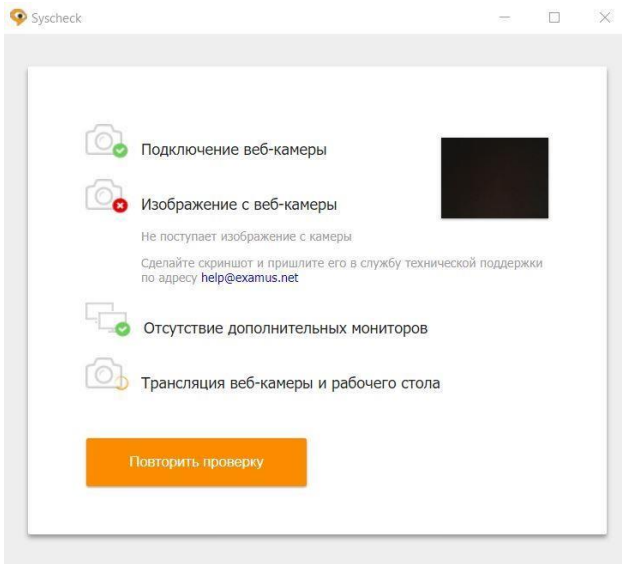 Syscheck
Подключение веб-камеры
Изображение с веб-камеры
Не поступает изображение с камеры
Сделайте скриншот и пришлите его в службу технической поддержки
по адресу help@examus.net
Отсутствие дополнительных мониторов
Трансляция веб-камеры и рабочего стола
Повторить проверку